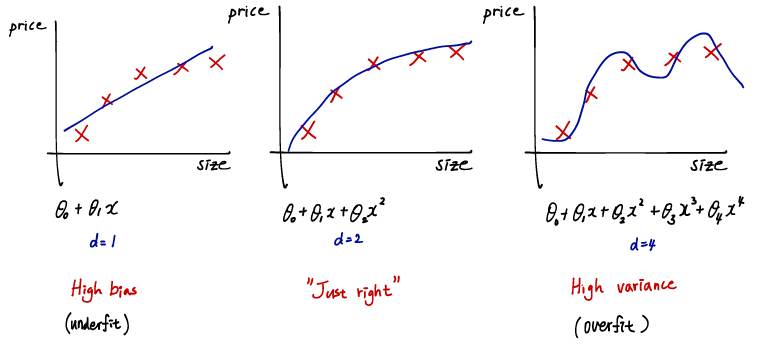 price
size
θ₀ + θ₁x
d=1
High bias
(underfit)
price
size
θ₀+θ₁x+θ₂x²
d=2
"Just right"
price
size
θ₀+θ₁x+θ₂x²+θ₃x³+θ₄x⁴
d=4
High variance
(overfit)